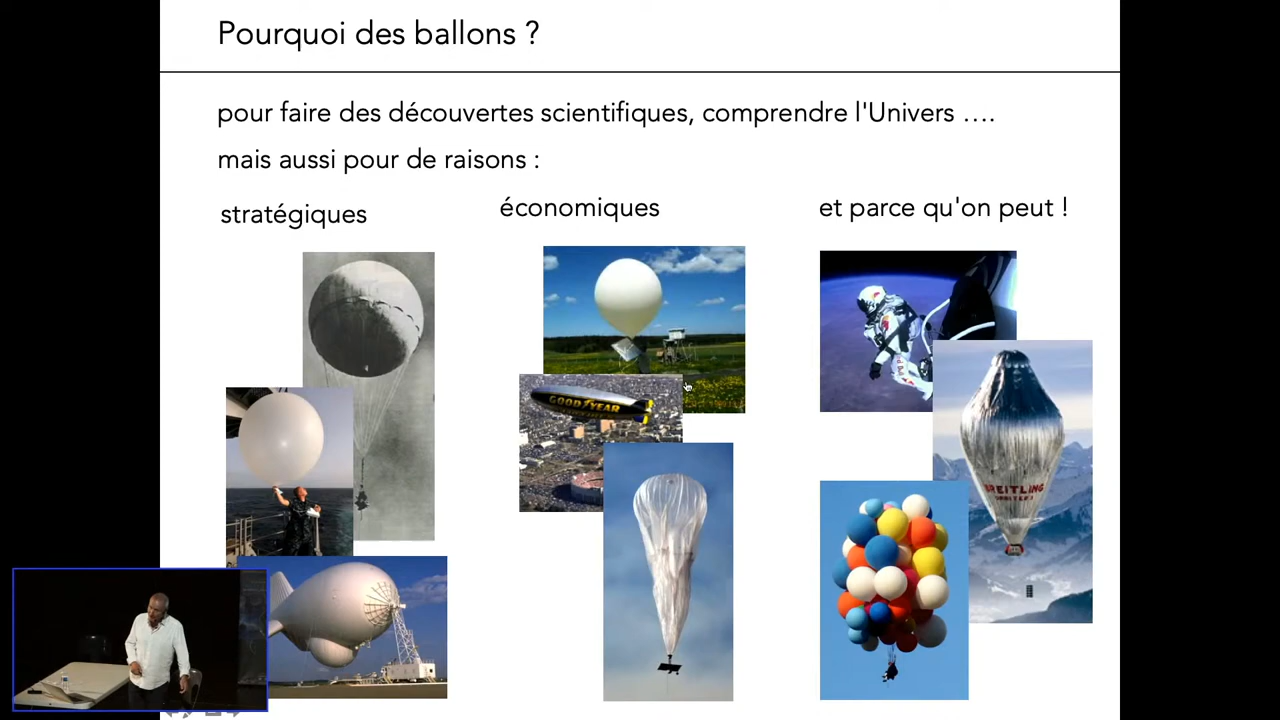 Pourquoi des ballons ?
pour faire des découvertes scientifiques, comprendre l'Univers ….
mais aussi pour de raisons :
stratégiques
économiques
et parce qu'on peut !
GOOD YEAR
BREITLING